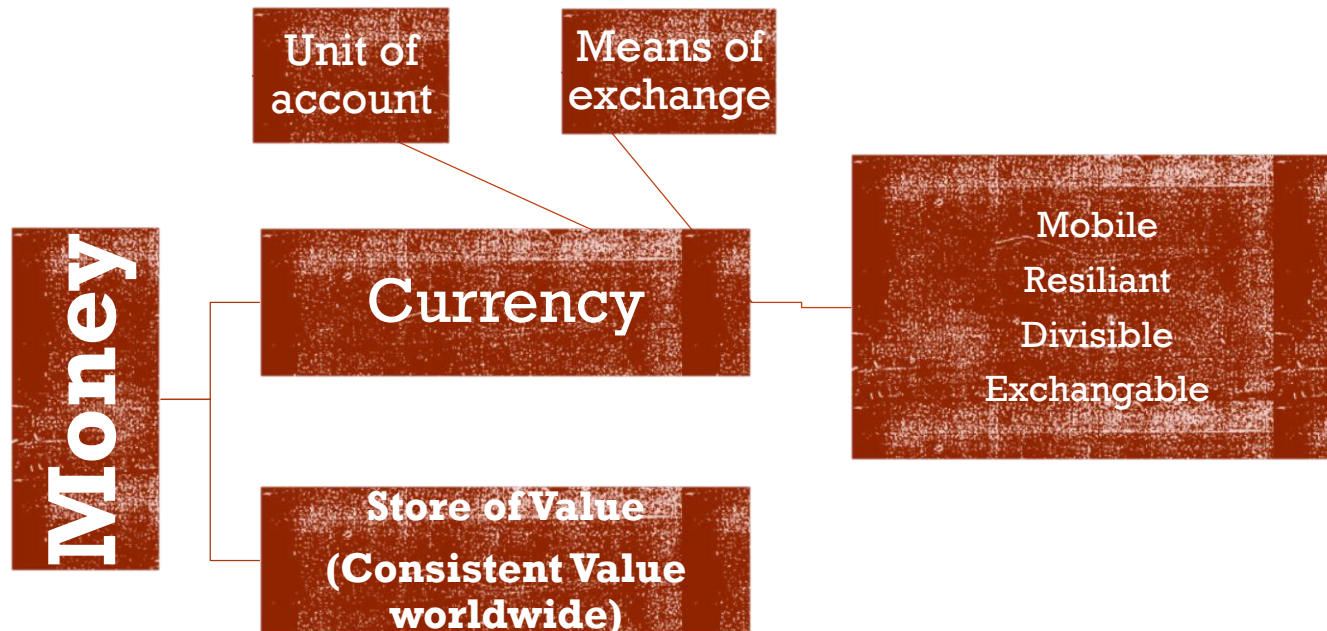 Unit of
account
Means of
exchange
Money
Currency
Mobile
Resiliant
Divisible
Exchangable
Store of Value
(Consistent Value
worldwide)